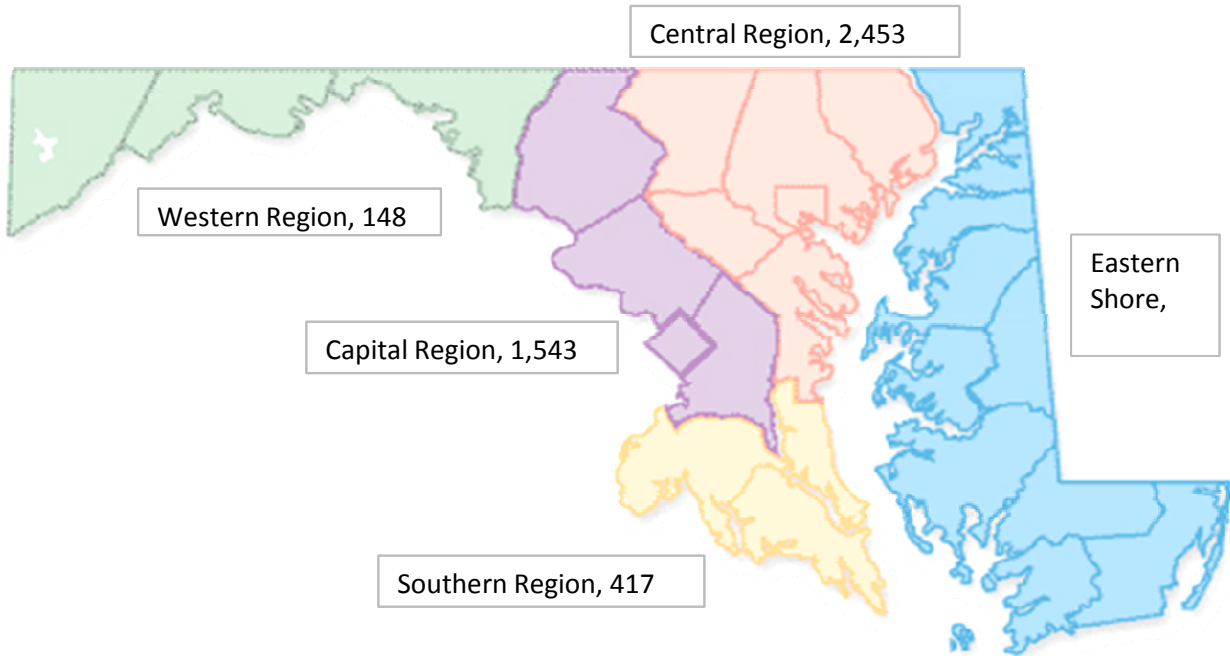 Central Region, 2,453
Western Region, 148
Eastern
Shore,
Capital Region, 1,543
Southern Region, 417